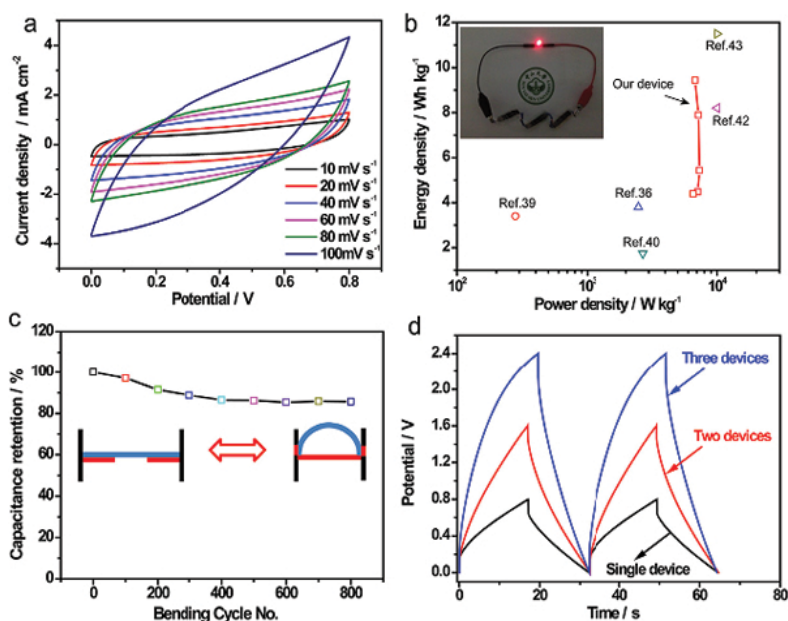 a
Current density / mA cm⁻²
4
2
0
-2
-4
10 mV s⁻¹
20 mV s⁻¹
40 mV s⁻¹
60 mV s⁻¹
80 mV s⁻¹
100mV s⁻¹
0.0 0.2 0.4 0.6 0.8
Potential / V
b
Energy density / Wh kg⁻¹
12
10
8
6
4
2
Ref.43
Our device
Ref.42
Ref.39
Ref.36
Ref.40
10² 10³ 10⁴
Power density / W kg⁻¹
c
Capacitance retention / %
120
100
80
60
40
20
0
0 200 400 600 800
Bending Cycle No.
d
Potential / V
2.4
1.6
0.8
0.0
Three devices
Two devices
Single device
0 20 40 60 80
Time / s